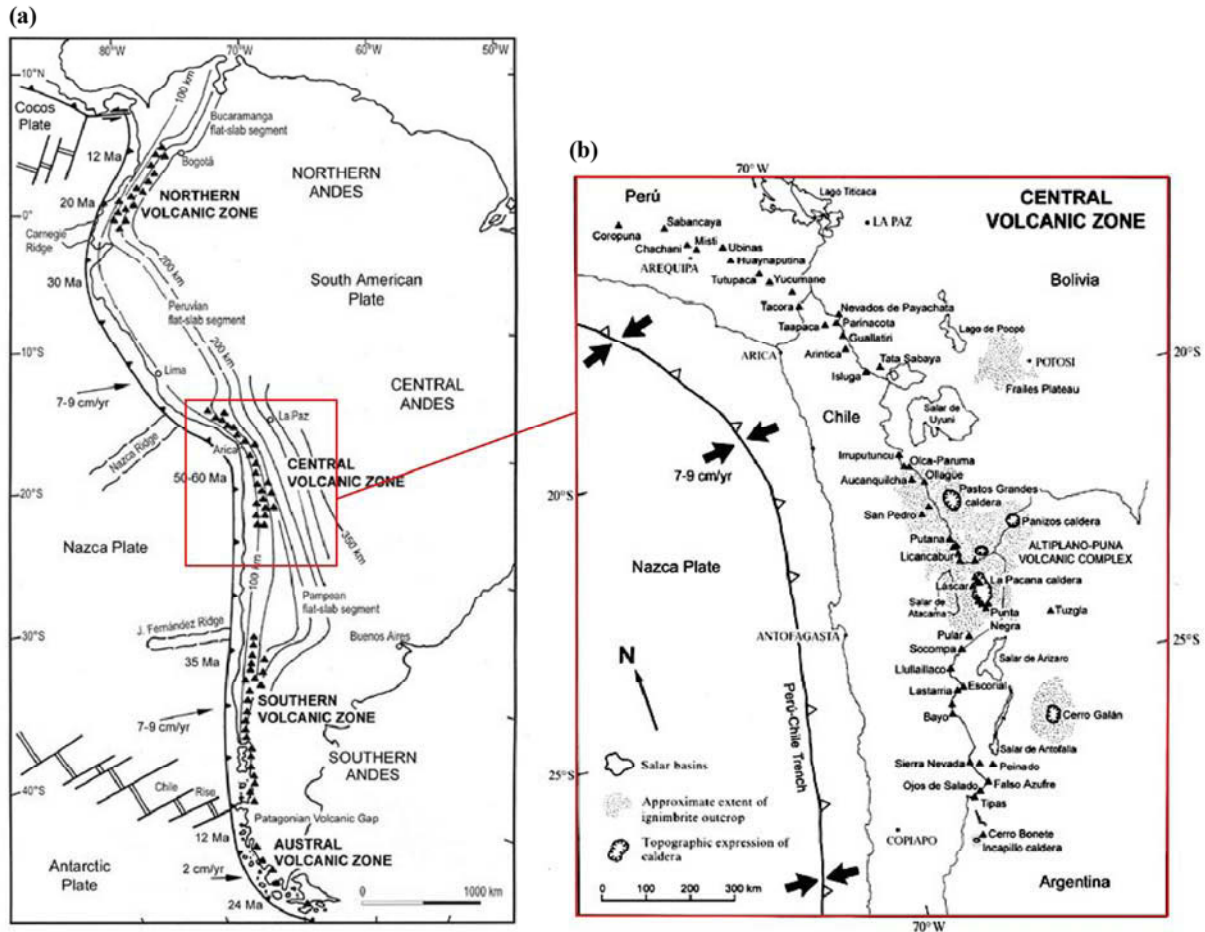 (a)
80°W
70°W
60°W
50°W
10°N
Cocos
Plate
100 km
Bucaramanga
flat-slab segment
12 Ma
Bogotá
NORTHERN
VOLCANIC ZONE
NORTHERN
ANDES
20 Ma
0°
Carnegie
Ridge
200 km
30 Ma
Peruvian
flat-slab segment
South American
Plate
10°S
200 km
Lima
CENTRAL
ANDES
7-9 cm/yr
La Paz
Nazca Ridge
Arica
50-60 Ma
CENTRAL
VOLCANIC ZONE
20°S
350 km
Nazca Plate
100 km
Pampean
flat-slab segment
30°S
J. Fernández Ridge
Buenos Aires
35 Ma
SOUTHERN
VOLCANIC ZONE
7-9 cm/yr
SOUTHERN
ANDES
Chile Rise
40°S
Patagonian Volcanic Gap
12 Ma
AUSTRAL
VOLCANIC ZONE
Antarctic
Plate
2 cm/yr
24 Ma
0 1000 km
(b)
70° W
Perú
Lago Titicaca
CENTRAL
VOLCANIC ZONE
LA PAZ
Sabancaya
Coropuna
Misti
Chachani
Ubinas
AREQUIPA
Huaynaputina
Tutupaca
Yucumane
Bolivia
Tacora
Nevados de Payachata
Taapaca
Parinacota
Lago de Poopó
Guallatiri
20°S
ARICA
Arintica
Tata Sabaya
POTOSI
Isluga
Frailes Plateau
Chile
Salar de
Uyuni
7-9 cm/yr
Irruputuncu
Olca-Paruma
Aucanquilcha
Ollagüe
20°S
Pastos Grandes
caldera
San Pedro
Panizos caldera
Nazca Plate
Putana
ALTIPLANO-PUNA
VOLCANIC COMPLEX
Licancabur
Láscar
La Pacana caldera
Salar de
Atacama
Tuzgla
Punta
Negra
ANTOFAGASTA
Pular
25°S
Socompa
N
Salar de Arizaro
Llullaillaco
Perú-Chile Trench
Lastarria
Escorial
Bayo
Cerro Galán
Salar de Antofalla
Salar basins
Sierra Nevada
Peinado
25°S
Ojos de Salado
Falso Azufre
Approximate extent of
ignimbrite outcrop
Tipas
COPIAPO
Topographic expression of
caldera
Cerro Bonete
Incapillo caldera
0 100 200 300 km
Argentina
70° W